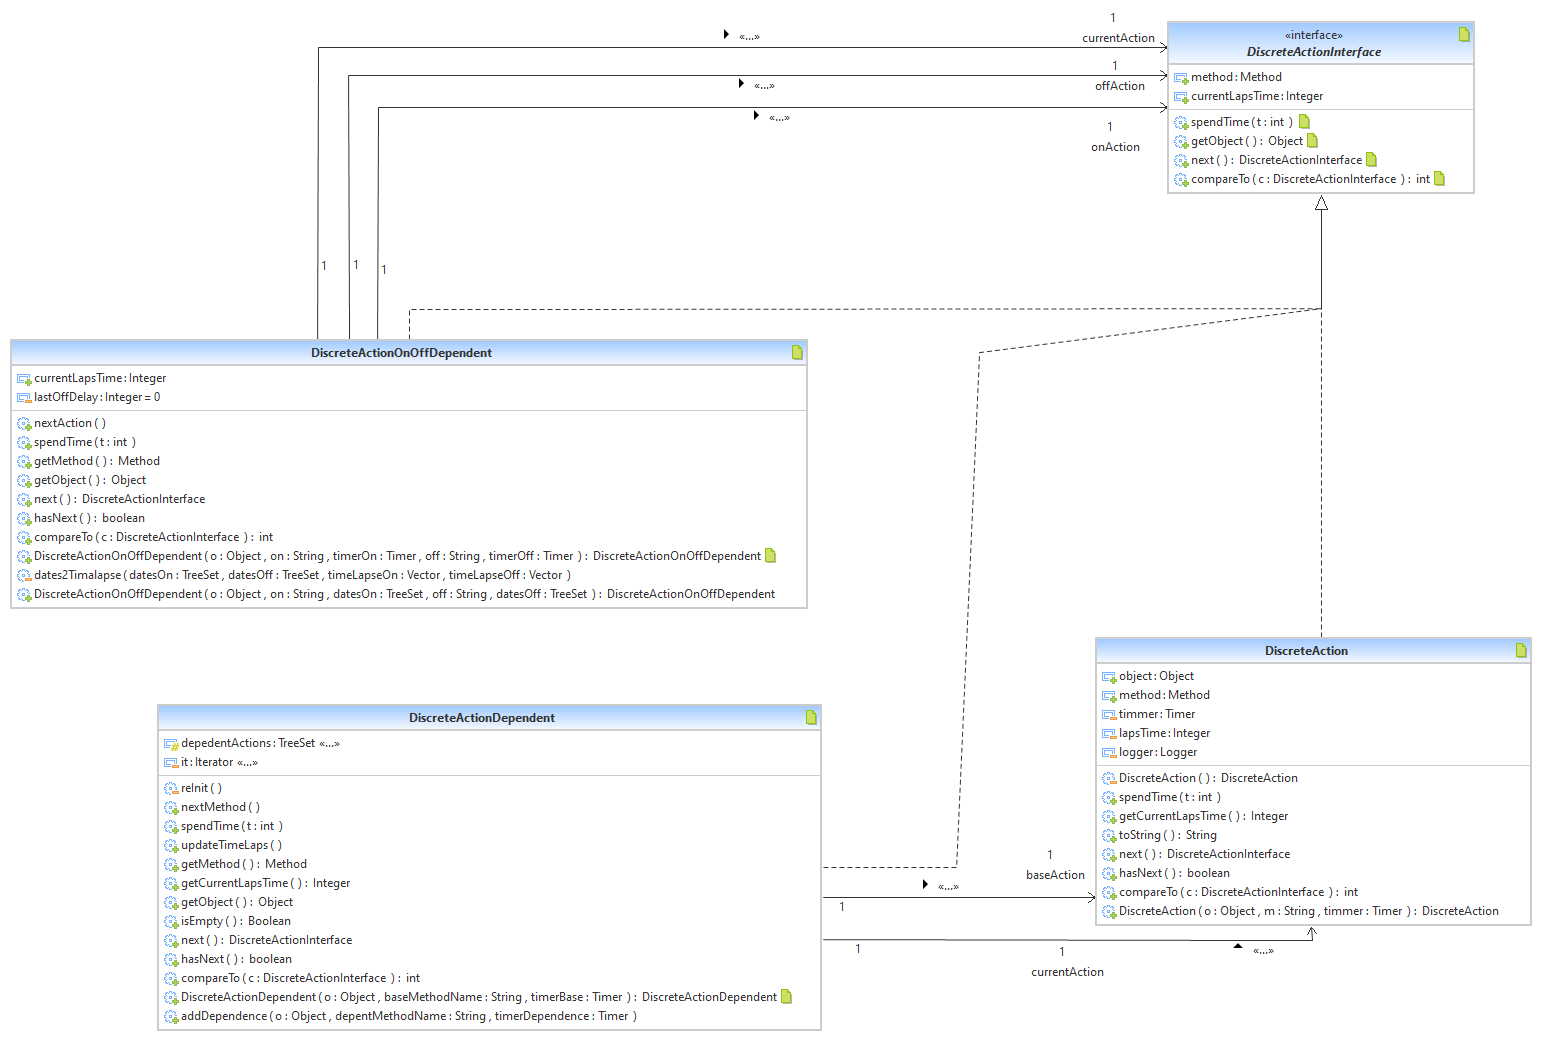 1
currentAction
«...»
1
offAction
«...»
1
onAction
«...»
1
1
1
«interface»
DiscreteActionInterface
method : Method
currentLapsTime : Integer
spendTime ( t : int )
getObject ( ) : Object
next ( ) : DiscreteActionInterface
compareTo ( c : DiscreteActionInterface ) : int
DiscreteActionOnOffDependent
currentLapsTime : Integer
lastOffDelay : Integer = 0
nextAction ( )
spendTime ( t : int )
getMethod ( ) : Method
getObject ( ) : Object
next ( ) : DiscreteActionInterface
hasNext ( ) : boolean
compareTo ( c : DiscreteActionInterface ) : int
DiscreteActionOnOffDependent ( o : Object , on : String , timerOn : Timer , off : String , timerOff : Timer ) : DiscreteActionOnOffDependent
dates2Timalapse ( datesOn : TreeSet , datesOff : TreeSet , timeLapseOn : Vector , timeLapseOff : Vector )
DiscreteActionOnOffDependent ( o : Object , on : String , datesOn : TreeSet , off : String , datesOff : TreeSet ) : DiscreteActionOnOffDependent
DiscreteAction
object : Object
method : Method
timmer : Timer
lapsTime : Integer
logger : Logger
DiscreteAction ( ) : DiscreteAction
spendTime ( t : int )
getCurrentLapsTime ( ) : Integer
toString ( ) : String
next ( ) : DiscreteActionInterface
hasNext ( ) : boolean
compareTo ( c : DiscreteActionInterface ) : int
DiscreteAction ( o : Object , m : String , timmer : Timer ) : DiscreteAction
DiscreteActionDependent
depedentActions : TreeSet «...»
it : Iterator «...»
reInit ( )
nextMethod ( )
spendTime ( t : int )
updateTimeLaps ( )
getMethod ( ) : Method
getCurrentLapsTime ( ) : Integer
getObject ( ) : Object
isEmpty ( ) : Boolean
next ( ) : DiscreteActionInterface
hasNext ( ) : boolean
compareTo ( c : DiscreteActionInterface ) : int
DiscreteActionDependent ( o : Object , baseMethodName : String , timerBase : Timer ) : DiscreteActionDependent
addDependence ( o : Object , depentMethodName : String , timerDependence : Timer )
1
baseAction
«...»
1
1
1
«...»
currentAction